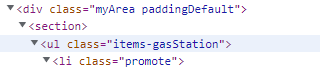 ▼<div class="myArea paddingDefault">
▼<section>
▼<ul class="items-gasStation">
▼<li class="promote">